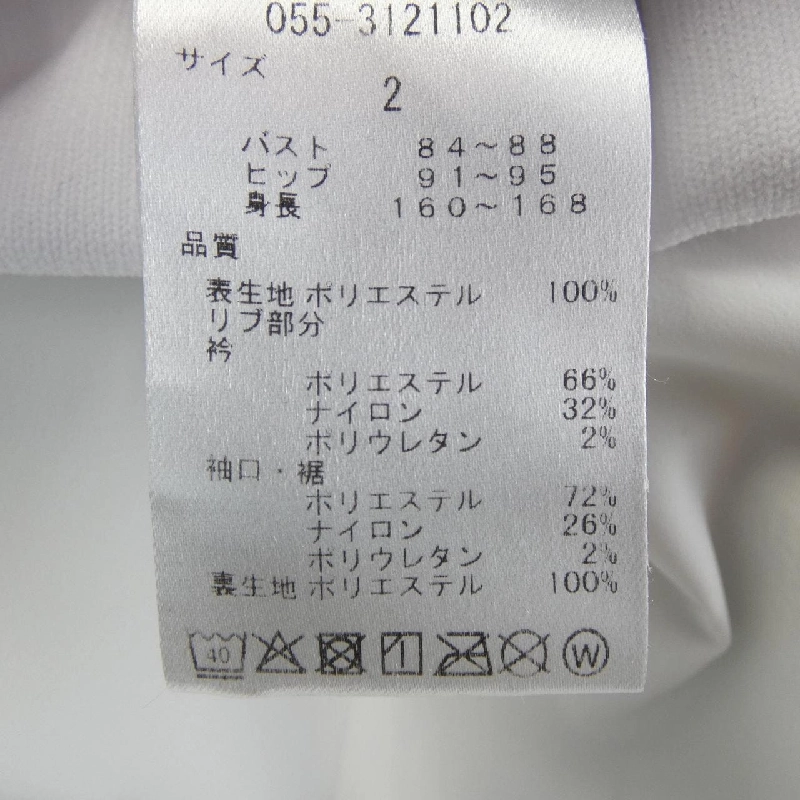 055-3121102
サイズ
2
バスト 84～88
ヒップ 91～95
身長 160～168
品質
表生地 ポリエステル 100%
リブ部分
衿
ポリエステル 66%
ナイロン 32%
ポリウレタン 2%
袖口・裾
ポリエステル 72%
ナイロン 26%
ポリウレタン 2%
裏生地 ポリエステル 100%
40 W